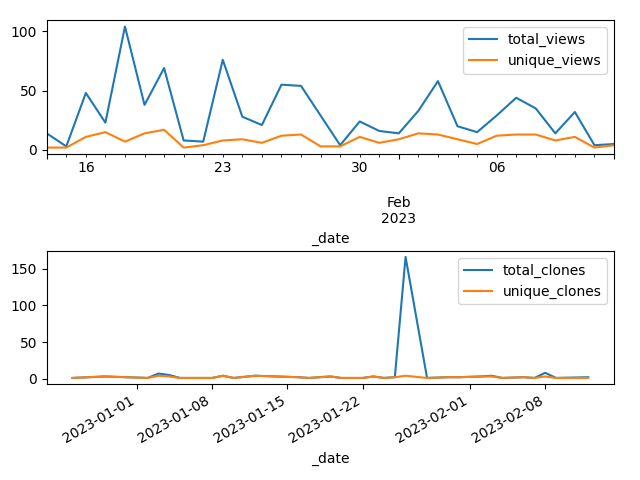 100
50
0
total_views
unique_views
16
23
30
06
Feb
2023
_date
150
100
50
0
total_clones
unique_clones
2023-01-01
2023-01-08
2023-01-15
2023-01-22
2023-02-01
2023-02-08
_date